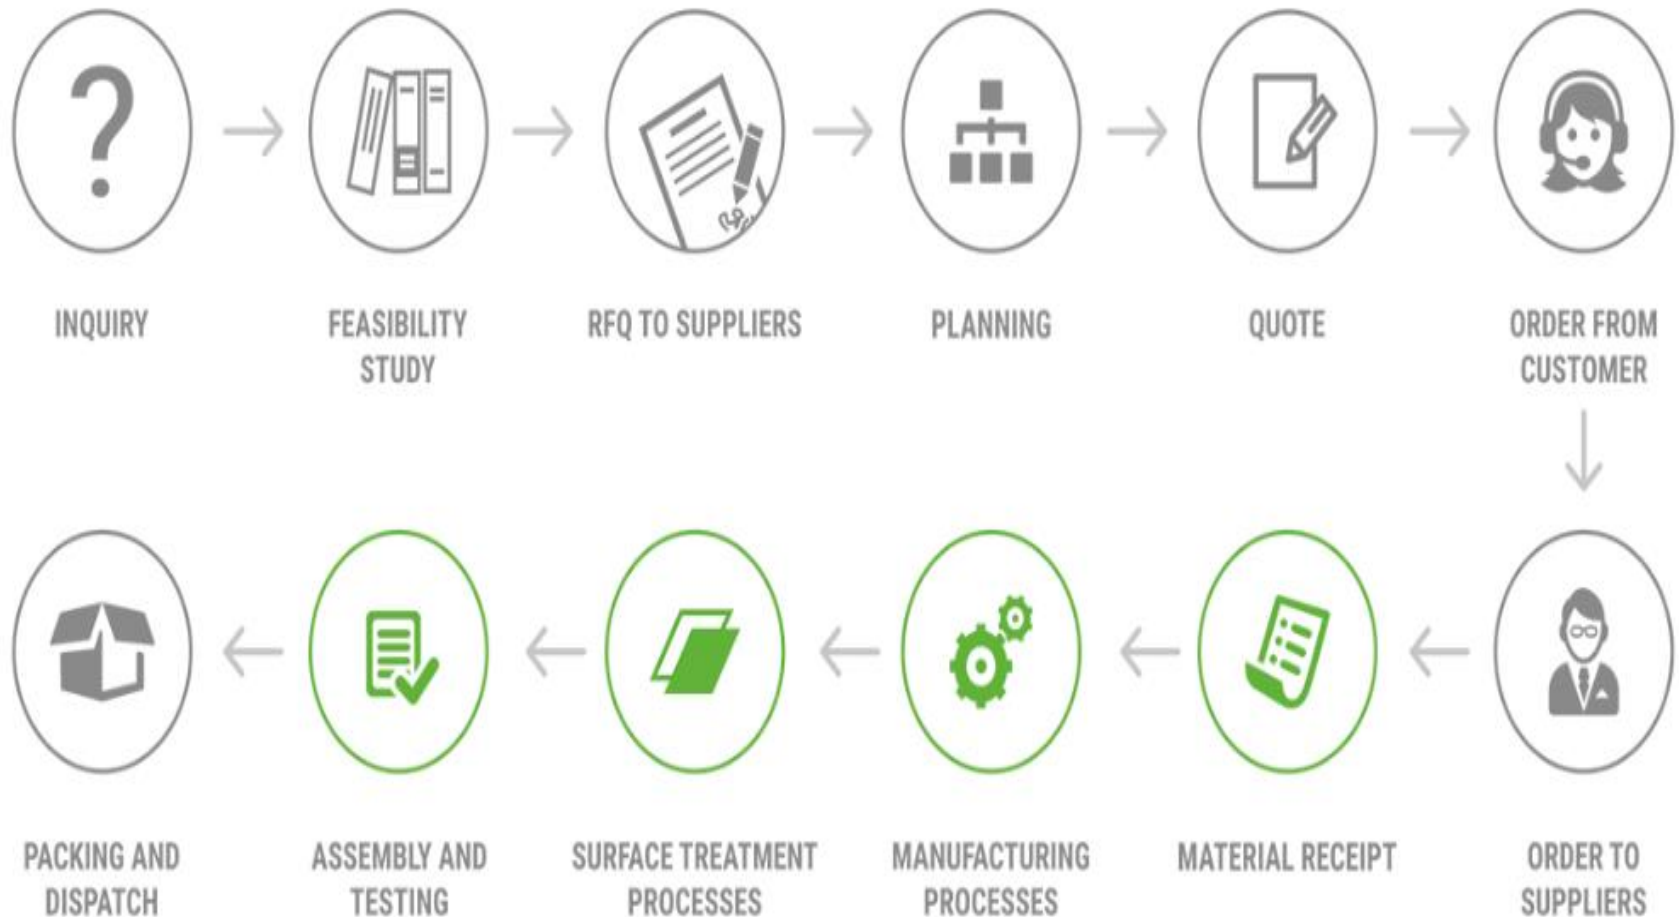 INQUIRY
FEASIBILITY
STUDY
RFQ TO SUPPLIERS
PLANNING
QUOTE
ORDER FROM
CUSTOMER
ORDER TO
SUPPLIERS
MATERIAL RECEIPT
MANUFACTURING
PROCESSES
SURFACE TREATMENT
PROCESSES
ASSEMBLY AND
TESTING
PACKING AND
DISPATCH